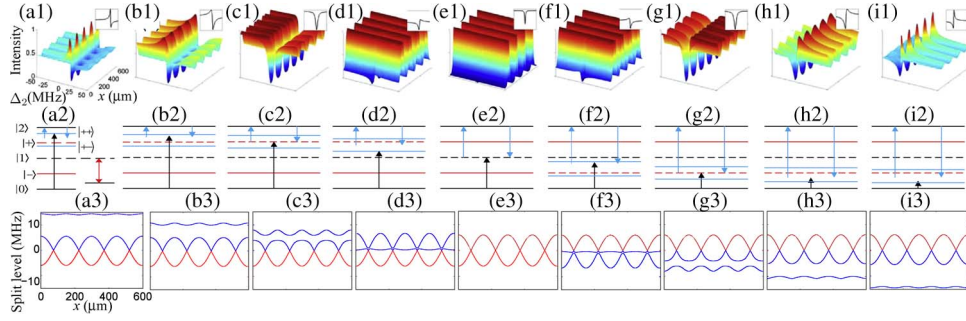 (a1) (b1) (c1) (d1) (e1) (f1) (g1) (h1) (i1)
Intensity
1
0.5
0
-50
-25
0
25
50
0
200
400
600
Δ₂(MHz) x (μm)
(a2) (b2) (c2) (d2) (e2) (f2) (g2) (h2) (i2)
|2⟩
|++⟩
|+⟩
|+-⟩
|1⟩
|-⟩
|0⟩
(a3) (b3) (c3) (d3) (e3) (f3) (g3) (h3) (i3)
Split level (MHz)
10
0
-10
0 200 400 600
x (μm)